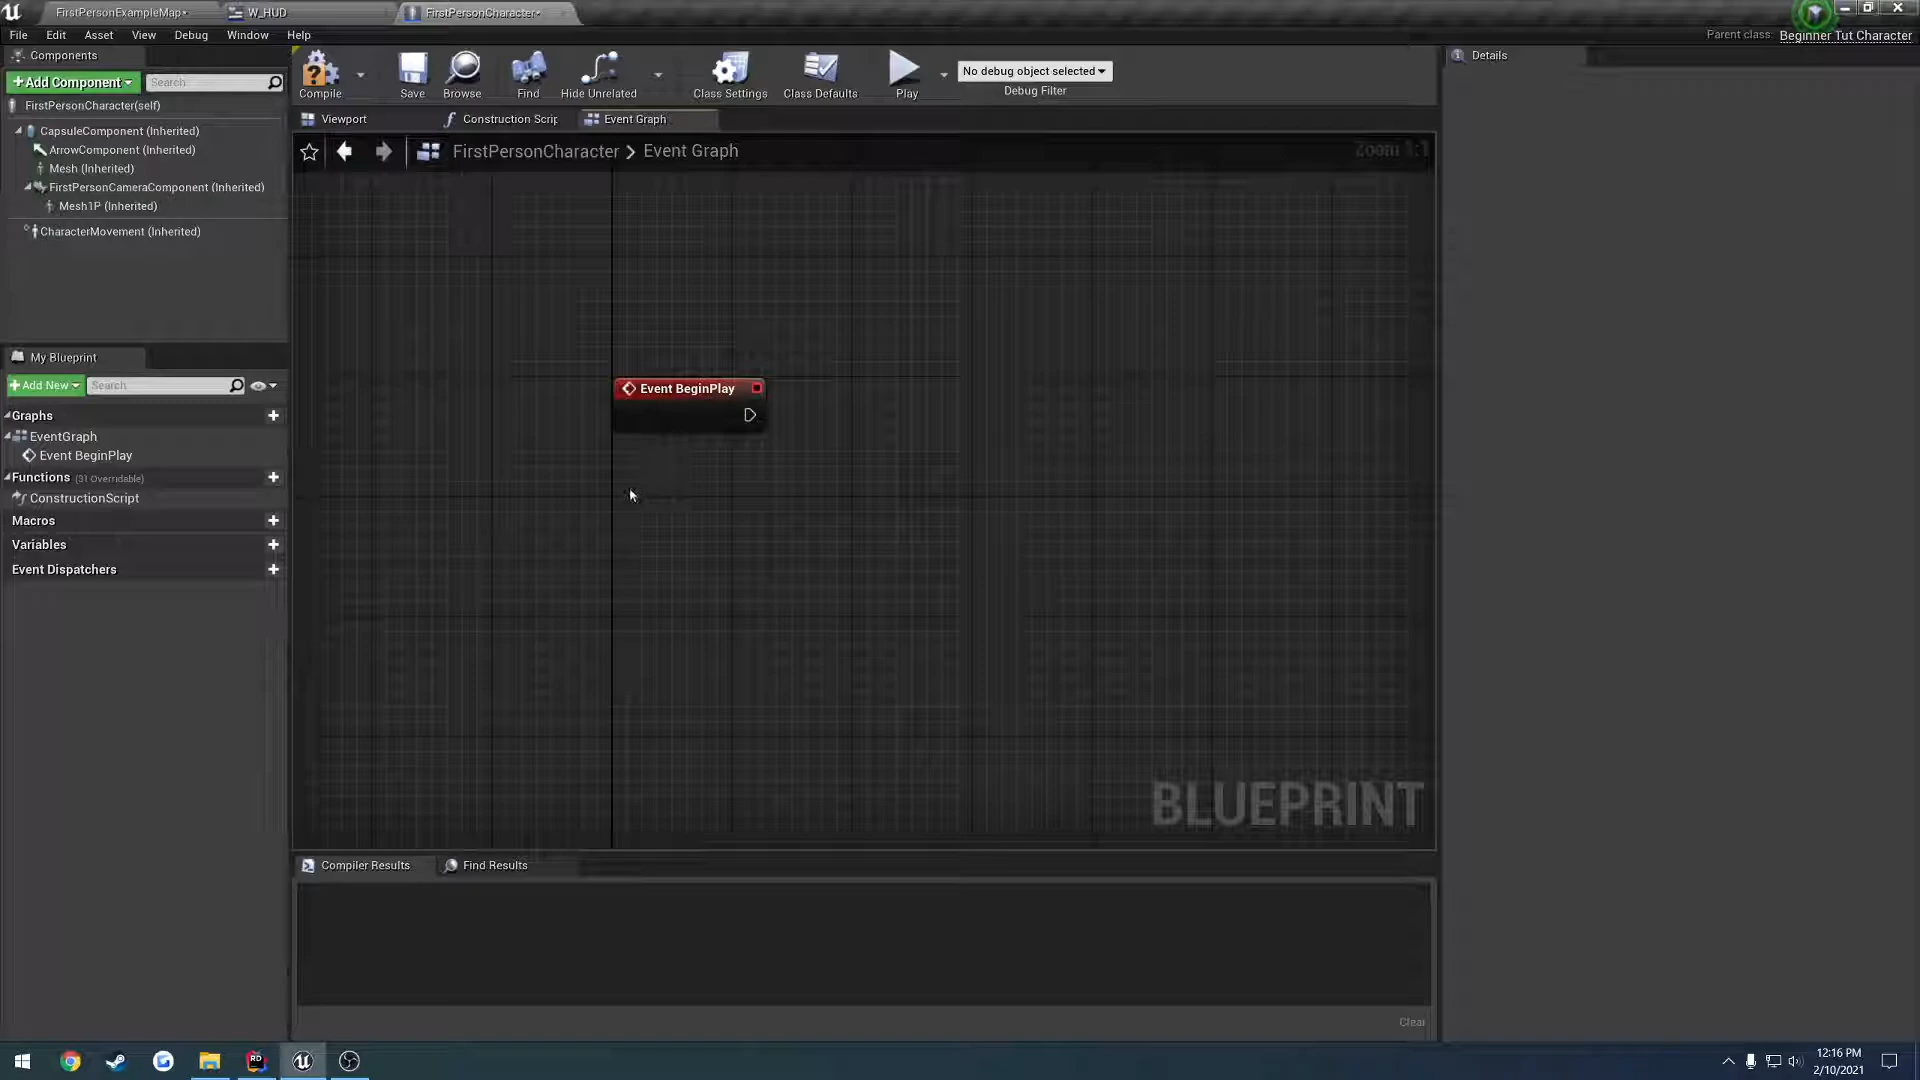 FirstPersonExampleMap•
W_HUD
FirstPersonCharacter•
File Edit Asset View Debug Window Help
Parent class: Beginner Tut Character
Components
+Add Component
Search
FirstPersonCharacter(self)
CapsuleComponent (Inherited)
ArrowComponent (Inherited)
Mesh (Inherited)
FirstPersonCameraComponent (Inherited)
Mesh1P (Inherited)
CharacterMovement (Inherited)
My Blueprint
+Add New
Search
Graphs
EventGraph
Event BeginPlay
Functions (31 Overridable)
ConstructionScript
Macros
Variables
Event Dispatchers
Compile Save Browse Find Hide Unrelated Class Settings Class Defaults Play
No debug object selected
Debug Filter
Viewport
Construction Scrip
Event Graph
FirstPersonCharacter > Event Graph
Zoom 1:1
Event BeginPlay
BLUEPRINT
Compiler Results
Find Results
Clear
Details
RD
12:16 PM
2/10/2021